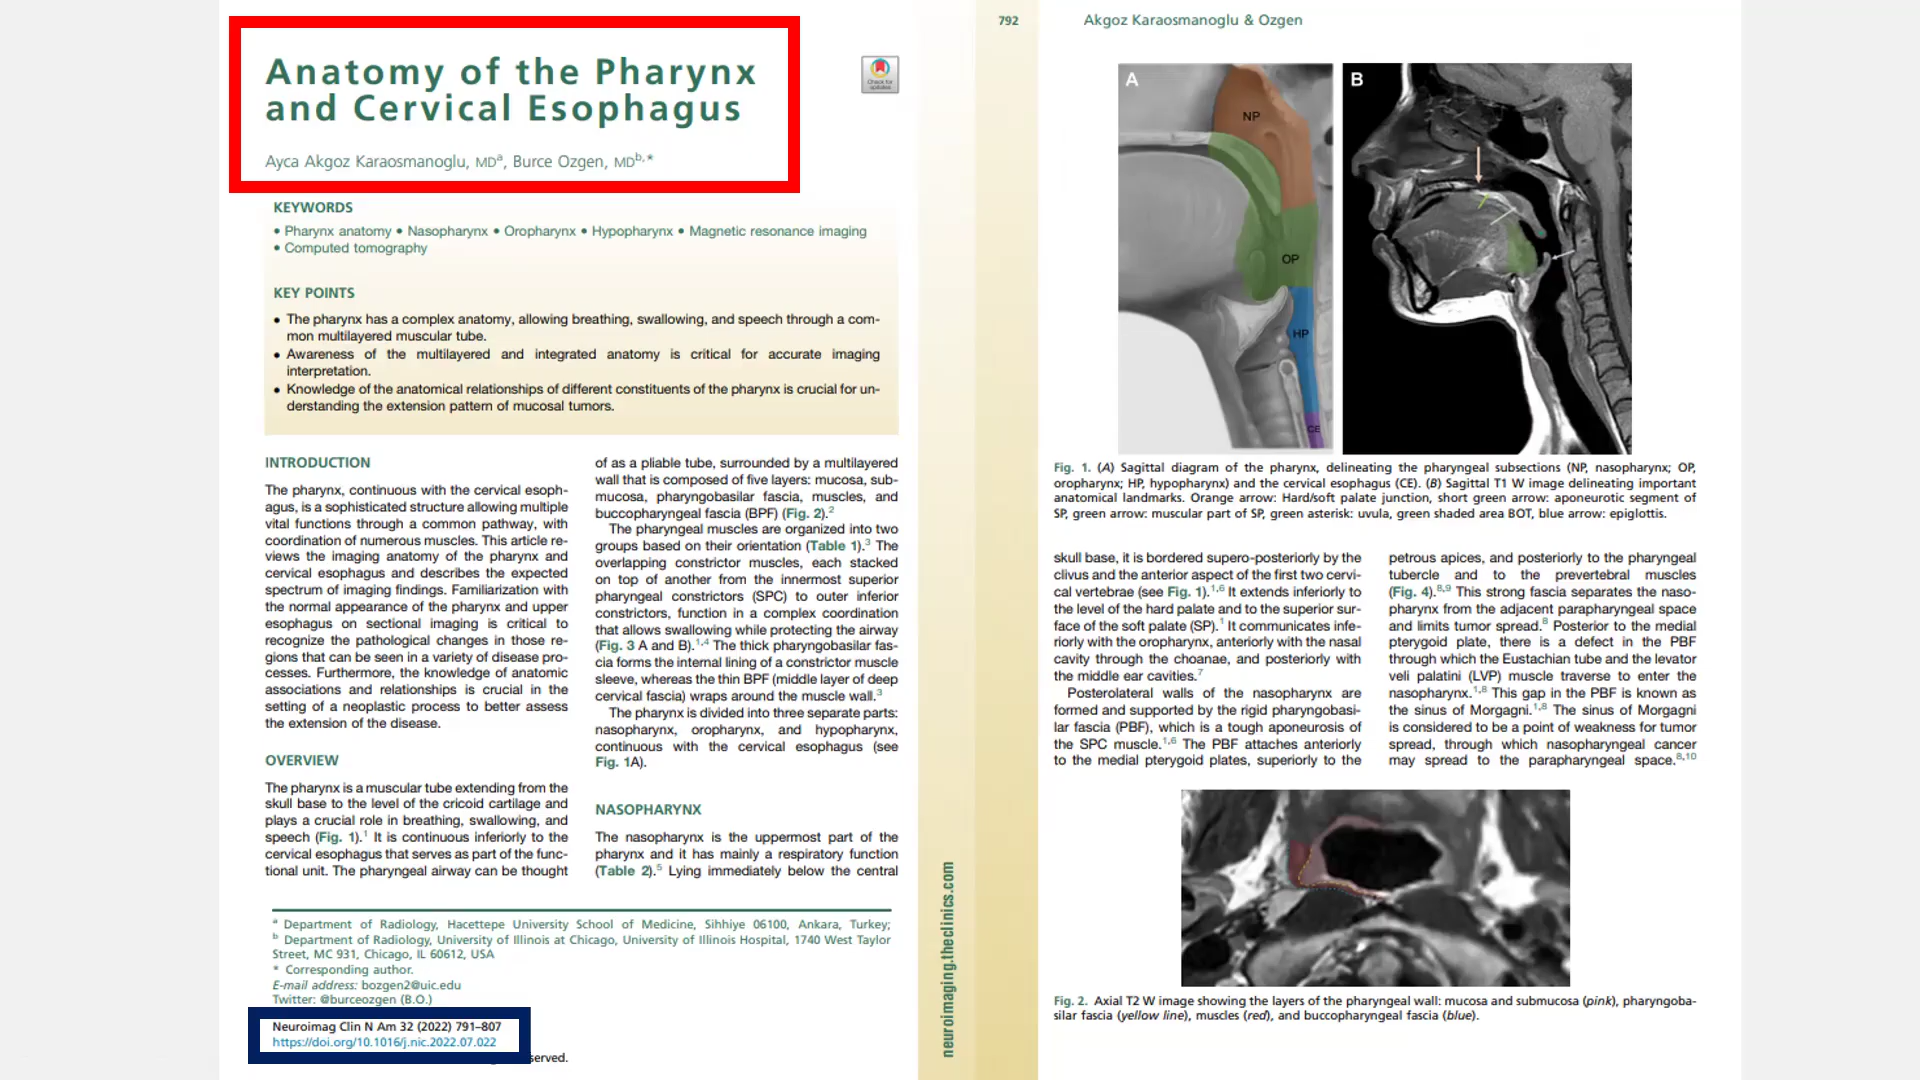 Anatomy of the Pharynx
and Cervical Esophagus
Check for
updates
Ayca Akgoz Karaosmanoglu, MDa, Burce Ozgen, MDb,*
KEYWORDS
• Pharynx anatomy • Nasopharynx • Oropharynx • Hypopharynx • Magnetic resonance imaging
• Computed tomography
KEY POINTS
• The pharynx has a complex anatomy, allowing breathing, swallowing, and speech through a com-
mon multilayered muscular tube.
• Awareness of the multilayered and integrated anatomy is critical for accurate imaging
interpretation.
• Knowledge of the anatomical relationships of different constituents of the pharynx is crucial for un-
derstanding the extension pattern of mucosal tumors.
INTRODUCTION
The pharynx, continuous with the cervical esoph-
agus, is a sophisticated structure allowing multiple
vital functions through a common pathway, with
coordination of numerous muscles. This article re-
views the imaging anatomy of the pharynx and
cervical esophagus and describes the expected
spectrum of imaging findings. Familiarization with
the normal appearance of the pharynx and upper
esophagus on sectional imaging is critical to
recognize the pathological changes in those re-
gions that can be seen in a variety of disease pro-
cesses. Furthermore, the knowledge of anatomic
associations and relationships is crucial in the
setting of a neoplastic process to better assess
the extension of the disease.
OVERVIEW
The pharynx is a muscular tube extending from the
skull base to the level of the cricoid cartilage and
plays a crucial role in breathing, swallowing, and
speech (Fig. 1).1 It is continuous inferiorly to the
cervical esophagus that serves as part of the func-
tional unit. The pharyngeal airway can be thought
of as a pliable tube, surrounded by a multilayered
wall that is composed of five layers: mucosa, sub-
mucosa, pharyngobasilar fascia, muscles, and
buccopharyngeal fascia (BPF) (Fig. 2).2
The pharyngeal muscles are organized into two
groups based on their orientation (Table 1).3 The
overlapping constrictor muscles, each stacked
on top of another from the innermost superior
pharyngeal constrictors (SPC) to outer inferior
constrictors, function in a complex coordination
that allows swallowing while protecting the airway
(Fig. 3 A and B).1,4 The thick pharyngobasilar fas-
cia forms the internal lining of a constrictor muscle
sleeve, whereas the thin BPF (middle layer of deep
cervical fascia) wraps around the muscle wall.3
The pharynx is divided into three separate parts:
nasopharynx, oropharynx, and hypopharynx,
continuous with the cervical esophagus (see
Fig. 1A).
NASOPHARYNX
The nasopharynx is the uppermost part of the
pharynx and it has mainly a respiratory function
(Table 2).5 Lying immediately below the central
a Department of Radiology, Hacettepe University School of Medicine, Sihhiye 06100, Ankara, Turkey;
b Department of Radiology, University of Illinois at Chicago, University of Illinois Hospital, 1740 West Taylor
Street, MC 931, Chicago, IL 60612, USA
* Corresponding author.
E-mail address: bozgen2@uic.edu
Twitter: @burceozgen (B.O.)
Neuroimag Clin N Am 32 (2022) 791–807
https://doi.org/10.1016/j.nic.2022.07.022
served.
neuroimaging.theclinics.com
792
Akgoz Karaosmanoglu & Ozgen
A
NP
OP
HP
CE
B
Fig. 1. (A) Sagittal diagram of the pharynx, delineating the pharyngeal subsections (NP, nasopharynx; OP,
oropharynx; HP, hypopharynx) and the cervical esophagus (CE). (B) Sagittal T1 W image delineating important
anatomical landmarks. Orange arrow: Hard/soft palate junction, short green arrow: aponeurotic segment of
SP, green arrow: muscular part of SP, green asterisk: uvula, green shaded area BOT, blue arrow: epiglottis.
skull base, it is bordered supero-posteriorly by the
clivus and the anterior aspect of the first two cervi-
cal vertebrae (see Fig. 1).1,6 It extends inferiorly to
the level of the hard palate and to the superior sur-
face of the soft palate (SP).1 It communicates infe-
riorly with the oropharynx, anteriorly with the nasal
cavity through the choanae, and posteriorly with
the middle ear cavities.7
Posterolateral walls of the nasopharynx are
formed and supported by the rigid pharyngobasi-
lar fascia (PBF), which is a tough aponeurosis of
the SPC muscle.1,6 The PBF attaches anteriorly
to the medial pterygoid plates, superiorly to the
petrous apices, and posteriorly to the pharyngeal
tubercle and to the prevertebral muscles
(Fig. 4).8,9 This strong fascia separates the naso-
pharynx from the adjacent parapharyngeal space
and limits tumor spread.8 Posterior to the medial
pterygoid plate, there is a defect in the PBF
through which the Eustachian tube and the levator
veli palatini (LVP) muscle traverse to enter the
nasopharynx.1,8 This gap in the PBF is known as
the sinus of Morgagni.1,8 The sinus of Morgagni
is considered to be a point of weakness for tumor
spread, through which nasopharyngeal cancer
may spread to the parapharyngeal space.8,10
Fig. 2. Axial T2 W image showing the layers of the pharyngeal wall: mucosa and submucosa (pink), pharyngoba-
silar fascia (yellow line), muscles (red), and buccopharyngeal fascia (blue).